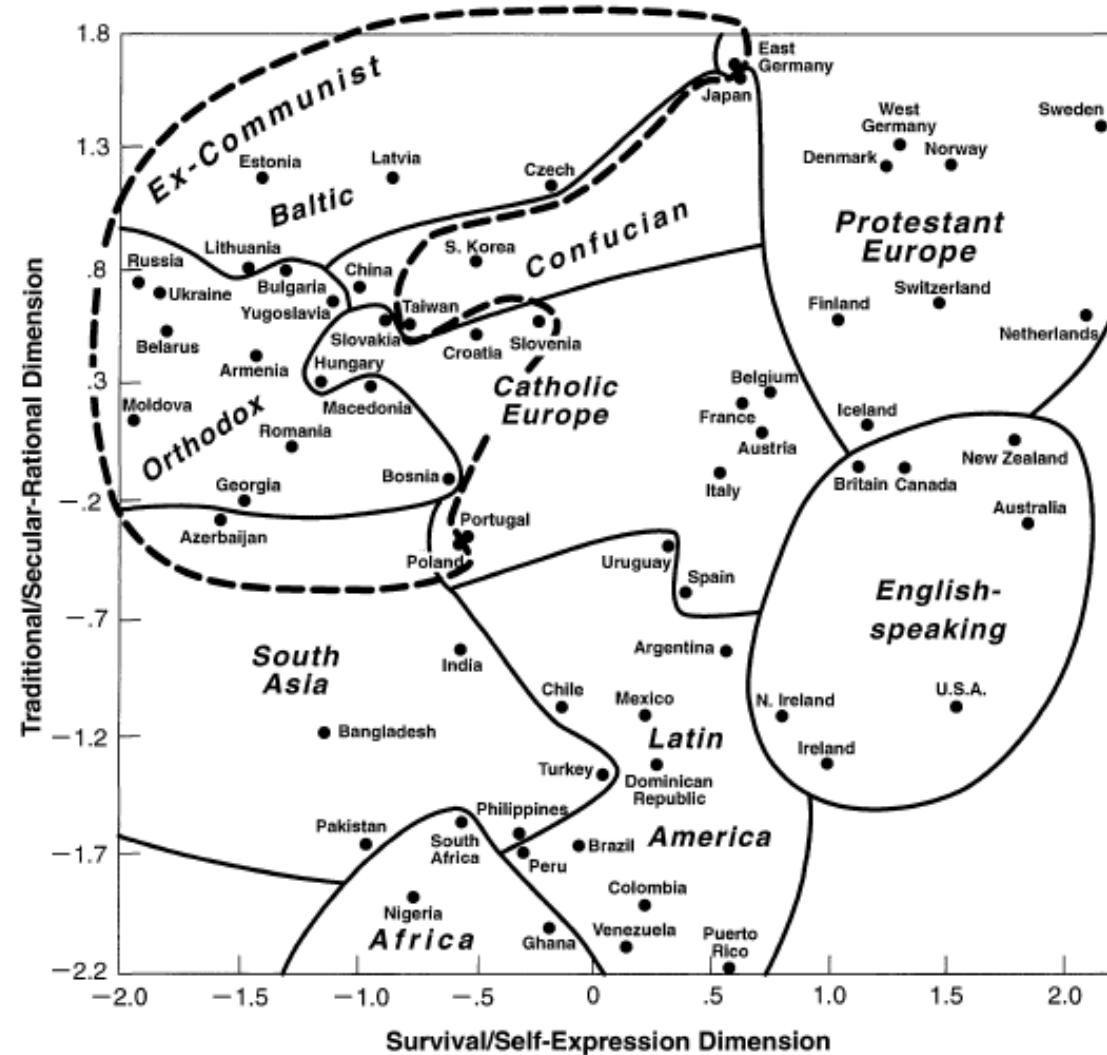 1.8
1.3
.8
.3
−.2
−.7
−1.2
−1.7
−2.2
Traditional/Secular-Rational Dimension
−2.0
−1.5
−1.0
−.5
0
.5
1.0
1.5
2.0
Survival/Self-Expression Dimension
Ex-Communist
Baltic
Estonia
Latvia
Czech
East
Germany
Japan
Confucian
S. Korea
China
Taiwan
Lithuania
Bulgaria
Yugoslavia
Russia
Ukraine
Belarus
Armenia
Moldova
Romania
Orthodox
Georgia
Azerbaijan
Slovakia
Hungary
Macedonia
Bosnia
Croatia
Slovenia
Catholic
Europe
Portugal
Poland
Belgium
France
Austria
Italy
Uruguay
Spain
Sweden
West
Germany
Denmark
Norway
Protestant
Europe
Finland
Switzerland
Netherlands
Iceland
Britain
Canada
New Zealand
Australia
English-
speaking
U.S.A.
N. Ireland
Ireland
South
Asia
India
Bangladesh
Turkey
Philippines
Pakistan
Argentina
Chile
Mexico
Latin
Dominican
Republic
America
Peru
Brazil
Colombia
Venezuela
Puerto
Rico
South
Africa
Nigeria
Africa
Ghana